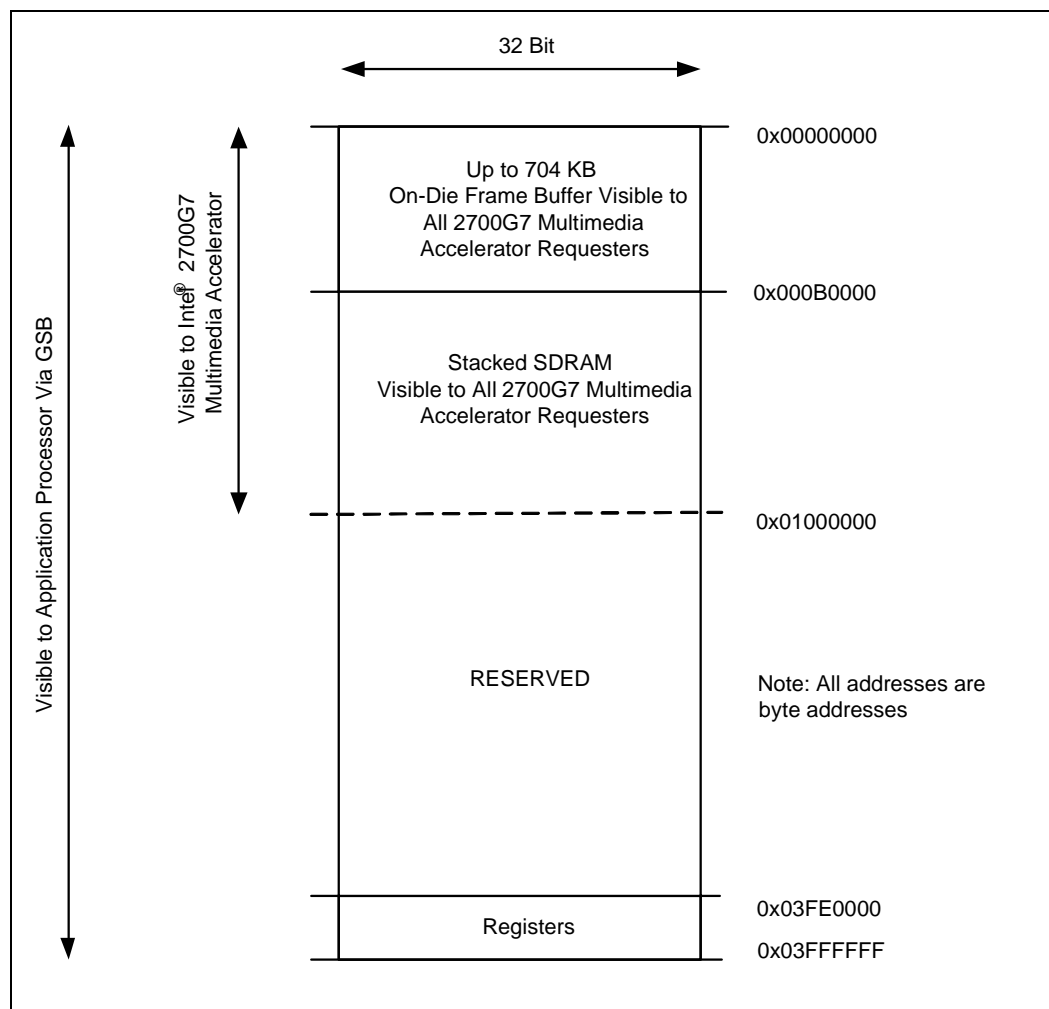 32 Bit
0x00000000
Up to 704 KB
On-Die Frame Buffer Visible to
All 2700G7 Multimedia
Accelerator Requesters
Visible to Intel® 2700G7
Multimedia Accelerator
0x000B0000
Visible to Application Processor Via GSB
Stacked SDRAM
Visible to All 2700G7 Multimedia
Accelerator Requesters
0x01000000
RESERVED
Note: All addresses are
byte addresses
0x03FE0000
Registers
0x03FFFFFF